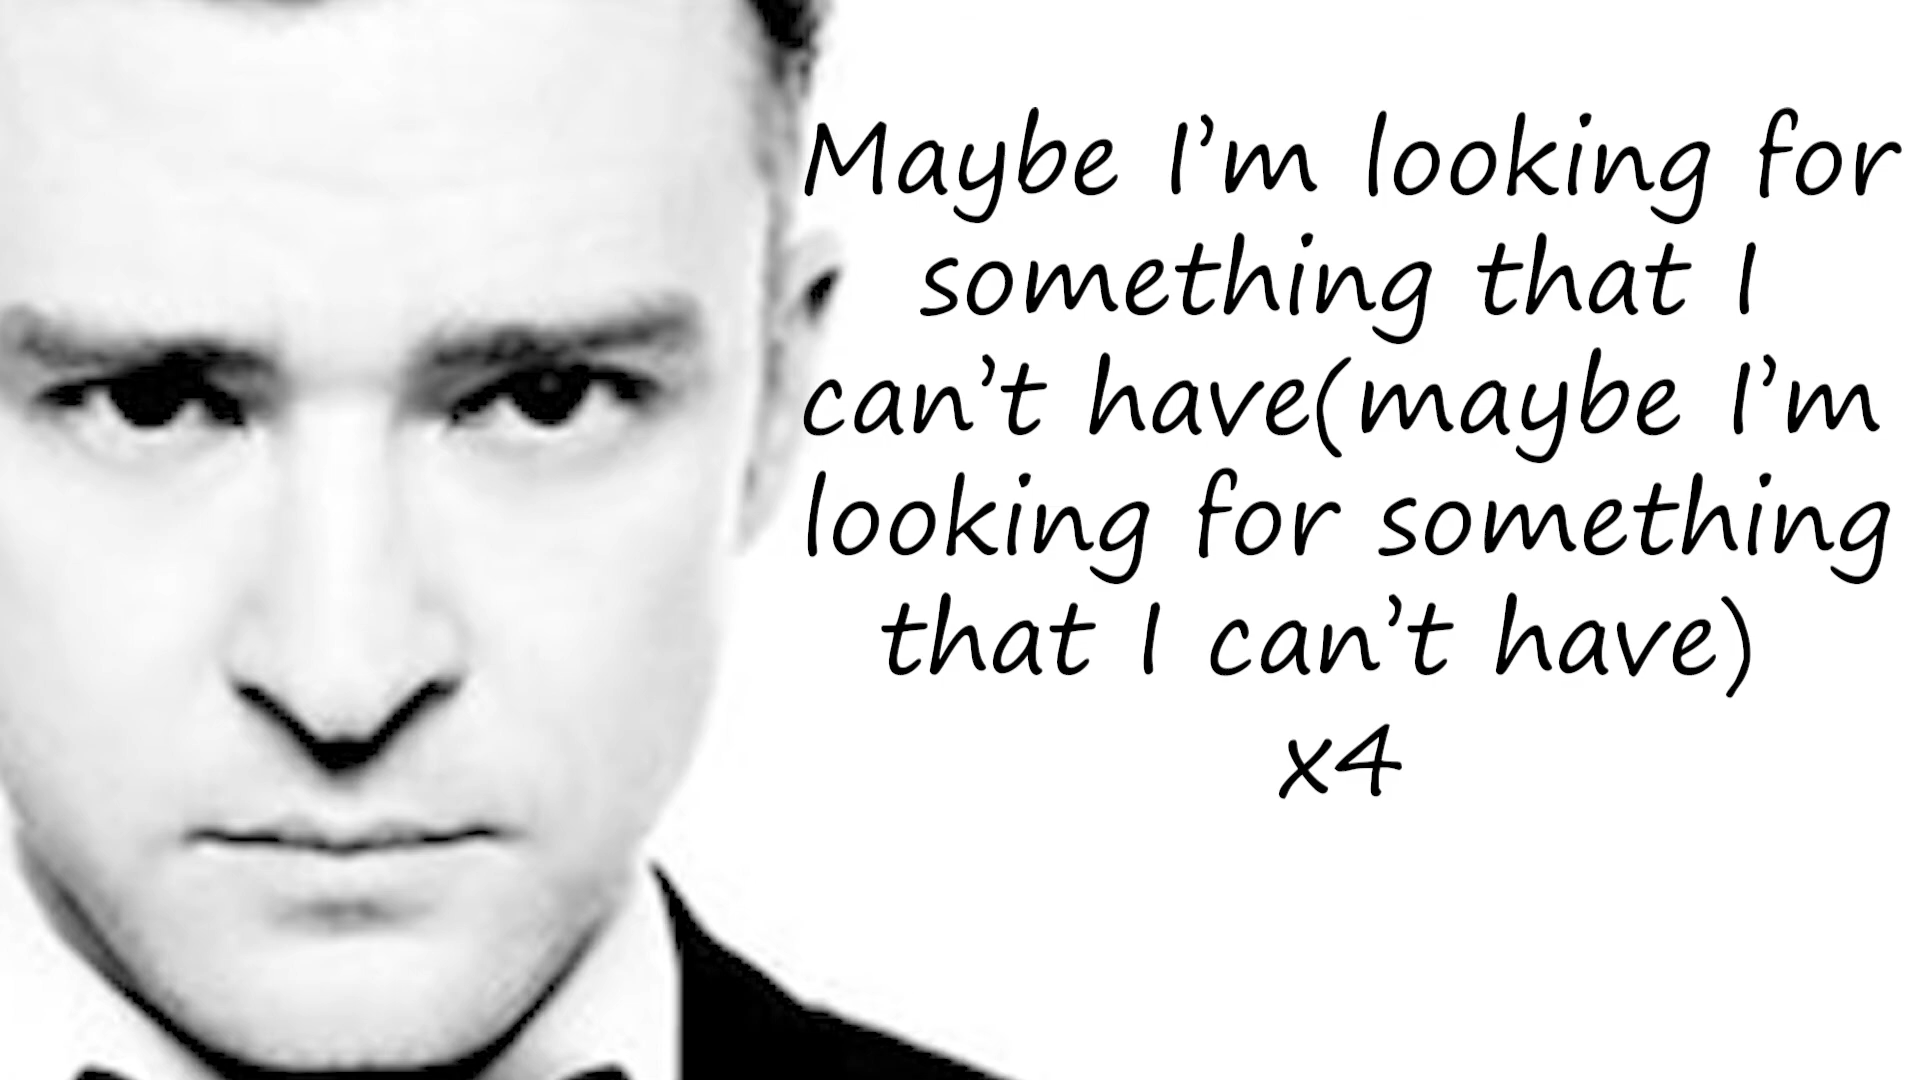 Maybe I'm looking for
something that I
can't have(maybe I'm
looking for something
that I can't have)
x4